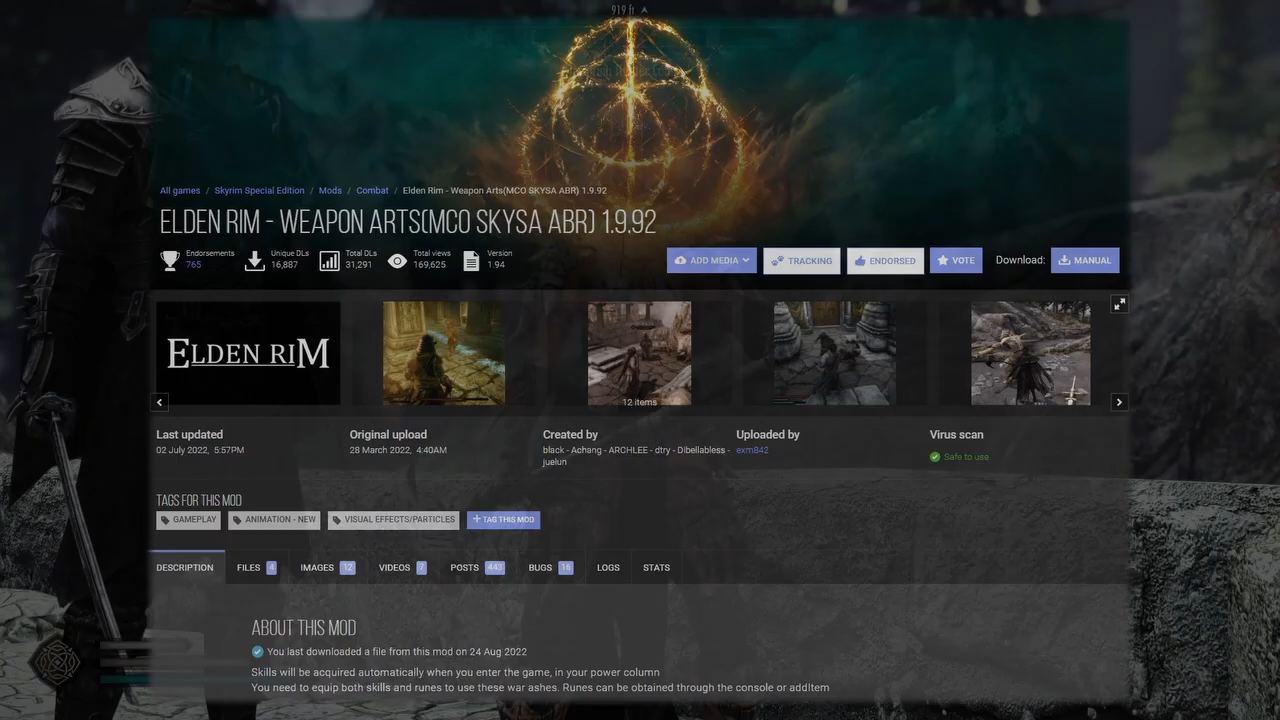 919 ft
All games / Skyrim Special Edition / Mods / Combat / Elden Rim - Weapon Arts(MCO SKYSA ABR) 1.9.92
ELDEN RIM - WEAPON ARTS(MCO SKYSA ABR) 1.9.92
Endorsements
765
Unique DLs
16,887
Total DLs
31,291
Total views
169,625
Version
1.94
ADD MEDIA
TRACKING
ENDORSED
VOTE
Download:
MANUAL
ELDEN RIM
12 items
Last updated
02 July 2022, 5:57PM
Original upload
28 March 2022, 4:40AM
Created by
black - Achang - ARCHLEE - dtry - Dibellabless -
juelun
Uploaded by
exm842
Virus scan
Safe to use
TAGS FOR THIS MOD
GAMEPLAY
ANIMATION - NEW
VISUAL EFFECTS/PARTICLES
+ TAG THIS MOD
DESCRIPTION
FILES 4
IMAGES 12
VIDEOS 7
POSTS 443
BUGS 16
LOGS
STATS
ABOUT THIS MOD
You last downloaded a file from this mod on 24 Aug 2022
Skills will be acquired automatically when you enter the game, in your power column
You need to equip both skills and runes to use these war ashes. Runes can be obtained through the console or addItem